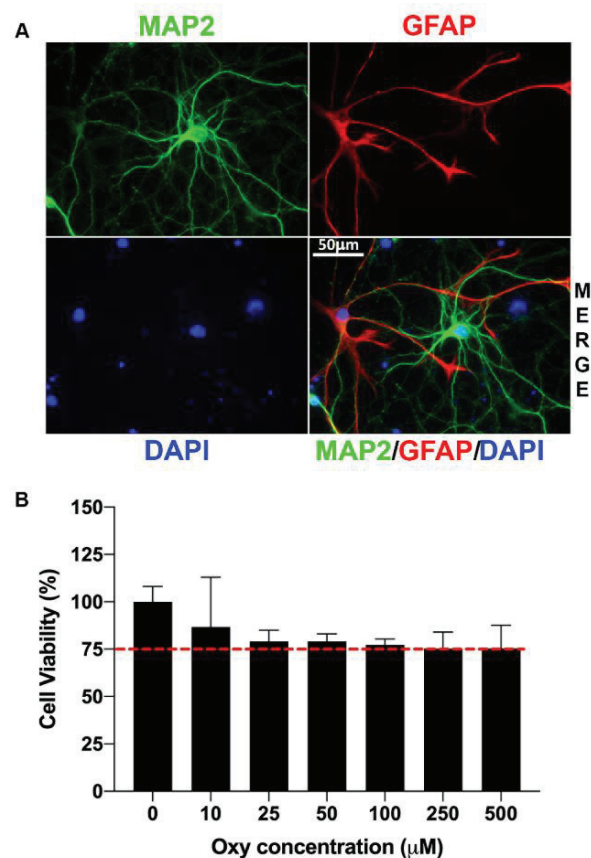 A
MAP2 GFAP
50μm
MERGE
DAPI MAP2/GFAP/DAPI
B
Cell Viability (%)
150
125
100
75
50
25
0
0 10 25 50 100 250 500
Oxy concentration (μM)